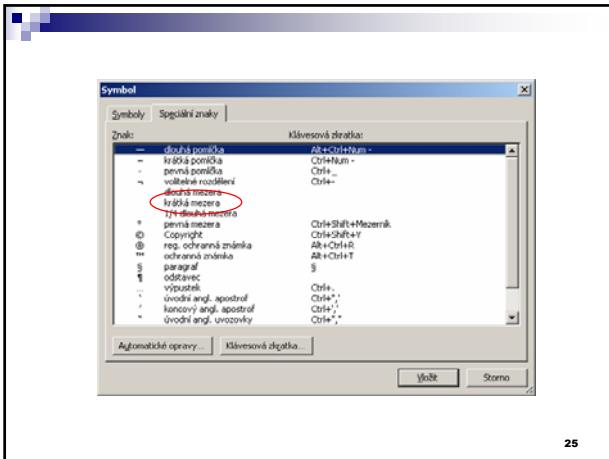 Symbol
Symboly Speciální znaky
Znak: Klávesová zkratka:
— dlouhá pomlčka Alt+Ctrl+Num -
– krátká pomlčka Ctrl+Num -
- pevná pomlčka Ctrl+_
¬ volitelné rozdělení Ctrl+-
dlouhá mezera
krátká mezera
1/4 dlouhá mezera
° pevná mezera Ctrl+Shift+Mezerník
© Copyright Ctrl+Shift+Y
® reg. ochranná známka Alt+Ctrl+R
™ ochranná známka Alt+Ctrl+T
§ paragraf §
¶ odstavec
… výpustek Ctrl+.
‘ úvodní angl. apostrof Ctrl+",'
’ koncový angl. apostrof Ctrl+','
“ úvodní angl. uvozovky Ctrl+","
Automatické opravy... Klávesová zkratka...
Vložit Storno
25